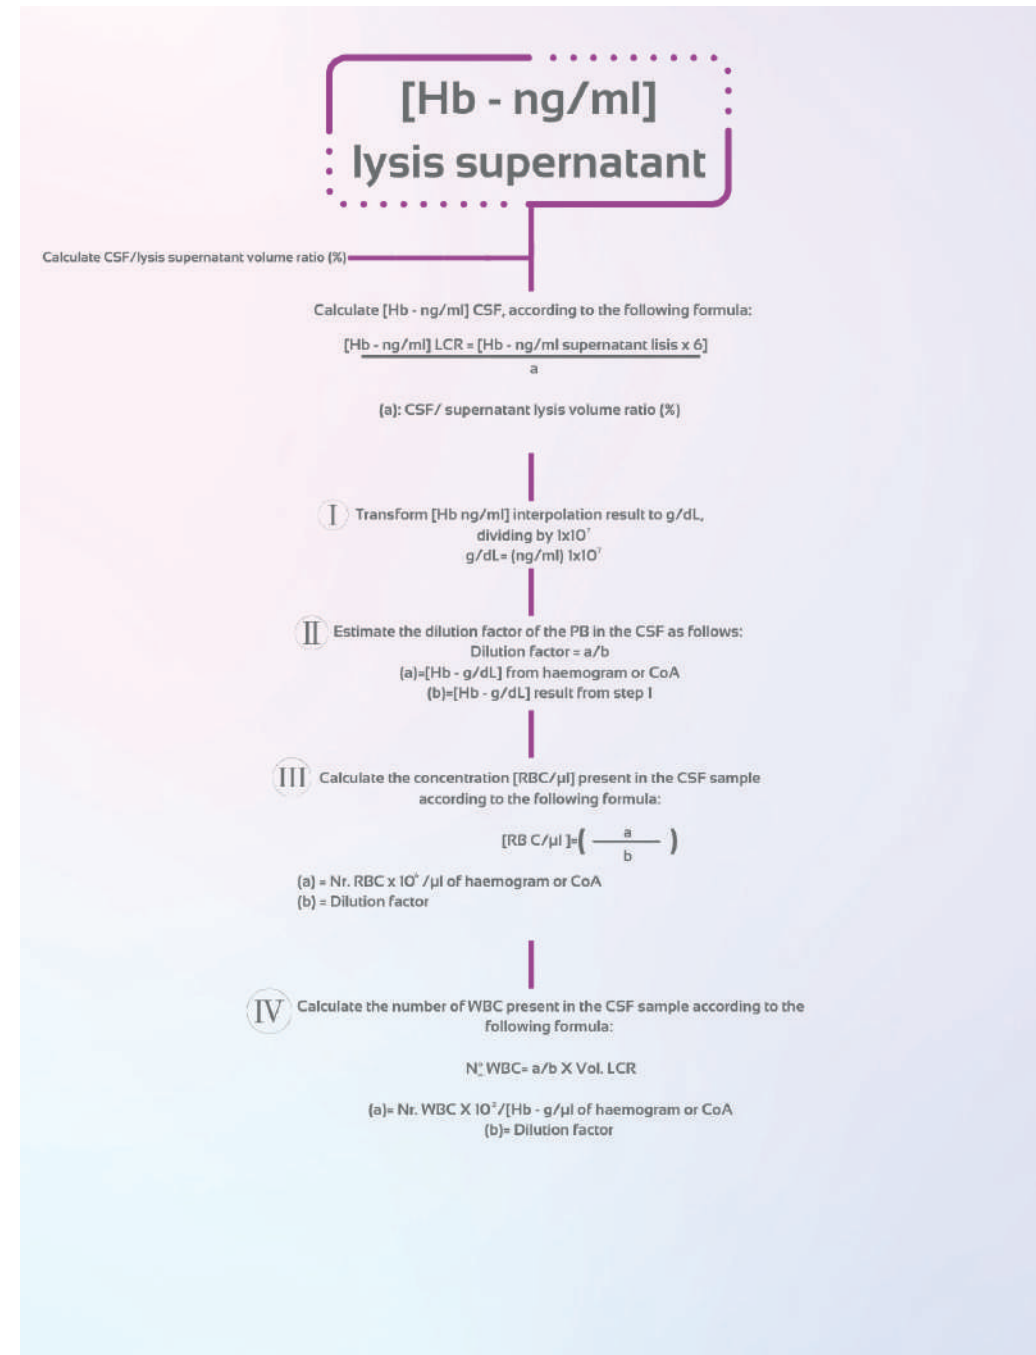 [Hb - ng/ml]
lysis supernatant
Calculate CSF/lysis supernatant volume ratio (%)
Calculate [Hb - ng/ml] CSF, according to the following formula:
[Hb - ng/ml] LCR = [Hb - ng/ml supernatant lisis x 6]
a
(a): CSF/ supernatant lysis volume ratio (%)
I Transform [Hb ng/ml] interpolation result to g/dL,
dividing by 1x10⁷
g/dL= (ng/ml) 1x10⁷
II Estimate the dilution factor of the PB in the CSF as follows:
Dilution factor = a/b
(a)=[Hb - g/dL] from haemogram or CoA
(b)=[Hb - g/dL] result from step I
III Calculate the concentration [RBC/µl] present in the CSF sample
according to the following formula:
[RB C/µl ]=( a
b )
(a) = Nr. RBC x 10⁶ /µl of haemogram or CoA
(b) = Dilution factor
IV Calculate the number of WBC present in the CSF sample according to the
following formula:
Nº WBC= a/b X Vol. LCR
(a)= Nr. WBC X 10³/[Hb - g/µl of haemogram or CoA
(b)= Dilution factor